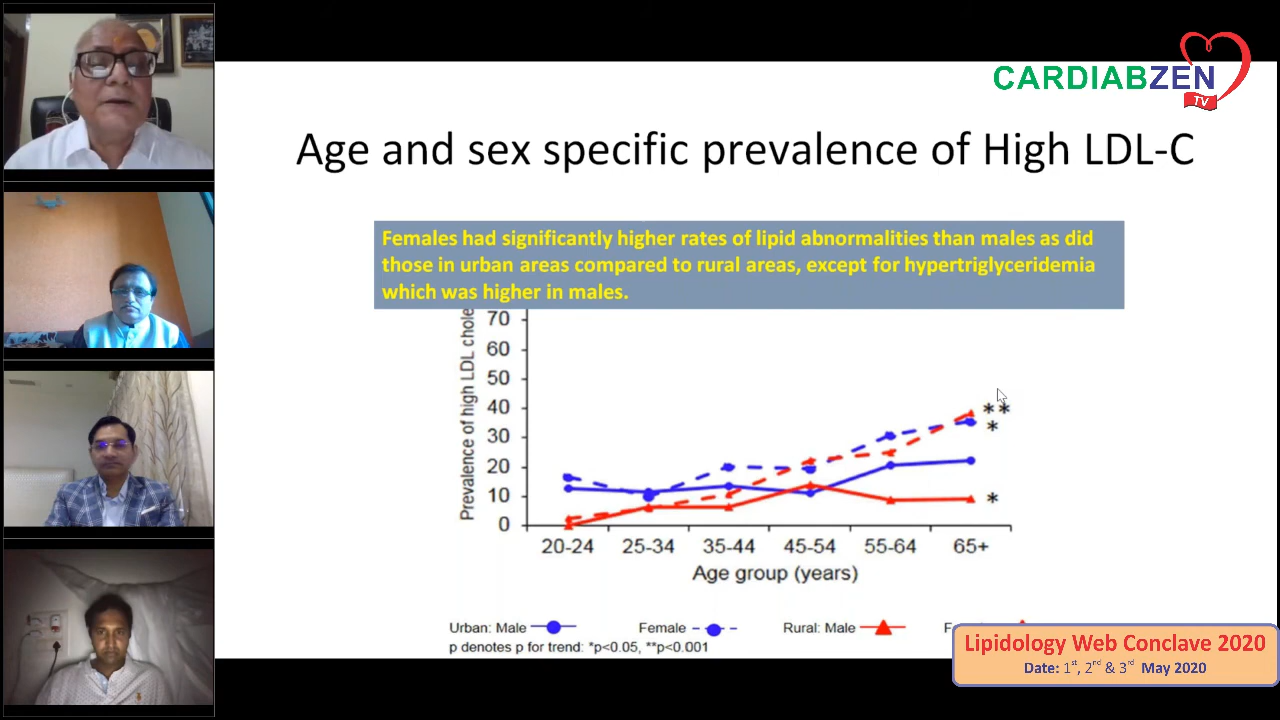 CARDIABZEN
TV
Age and sex specific prevalence of High LDL-C
Females had significantly higher rates of lipid abnormalities than males as did
those in urban areas compared to rural areas, except for hypertriglyceridemia
which was higher in males.
Prevalence of high LDL chole
70
60
50
40
30
20
10
0
**
*
*
20-24 25-34 35-44 45-54 55-64 65+
Age group (years)
Urban: Male Female Rural: Male F
p denotes p for trend: *p<0.05, **p<0.001
Lipidology Web Conclave 2020
Date: 1st, 2nd & 3rd May 2020